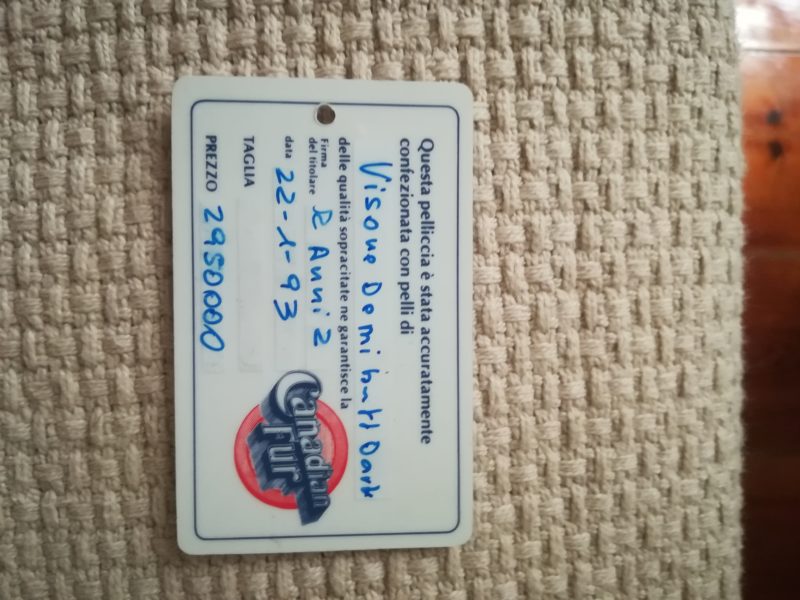 Questa pelliccia è stata accuratamente
confezionata con pelli di
Visone Demi buff Dark
delle qualità sopracitate ne garantisce la
Firma
del titolare & Anni 2
data 22-1-93
TAGLIA
PREZZO 2950000
Canadian
Fur